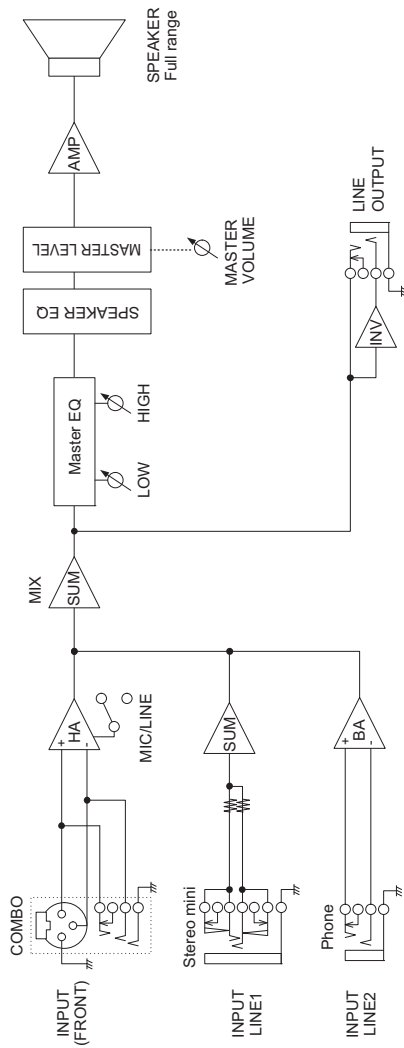 INPUT
(FRONT)
COMBO
+
-
HA
MIC/LINE
INPUT
LINE1
Stereo mini
SUM
INPUT
LINE2
Phone
+
-
BA
MIX
SUM
Master EQ
LOW
HIGH
SPEAKER EQ
MASTER LEVEL
MASTER
VOLUME
AMP
SPEAKER
Full range
INV
LINE
OUTPUT